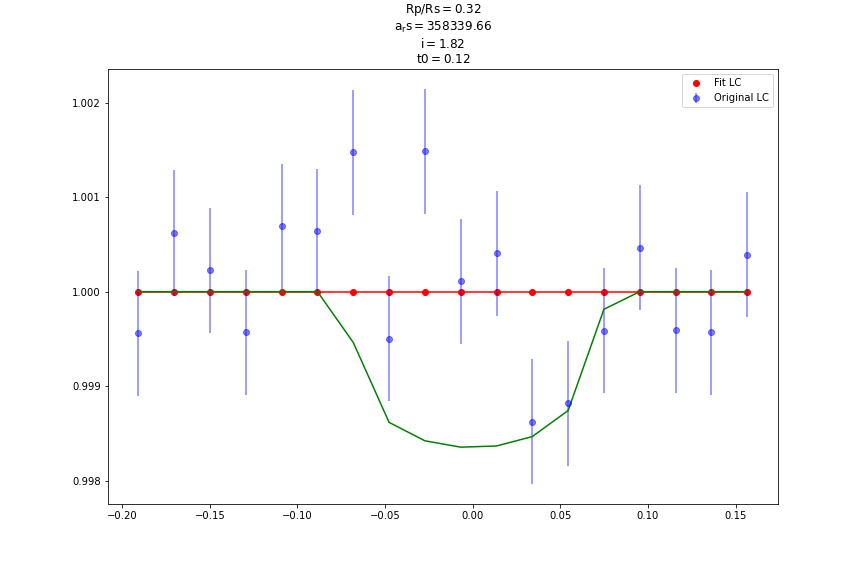 Rp/Rs = 0.32
aᵣs = 358339.66
i = 1.82
t0 = 0.12
Fit LC
Original LC
1.002
1.001
1.000
0.999
0.998
−0.20
−0.15
−0.10
−0.05
0.00
0.05
0.10
0.15